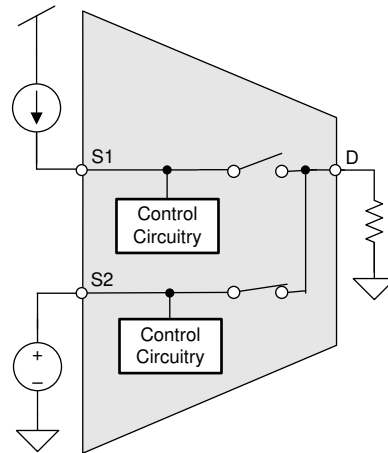 S1
D
Control
Circuitry
S2
Control
Circuitry
+
–